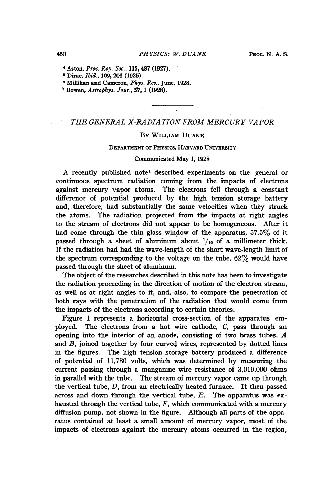 450 PHYSICS: W. DUANE PROC. N. A. S.
Aston, Proc. Roy. Soc., 115, 487 (1927).
Dirac, Ibid., 109, 206 (1925).
Millikan and Cameron, Phys. Rev., June, 1928.
Bowen, Astrophys. Jour., 67, 1 (1928).
THE GENERAL X-RADIATION FROM MERCURY VAPOR
BY WILLIAM DUANE
DEPARTMENT OF PHYSICS, HARVARD UNIVERSITY
Communicated May 1, 1928
A recently published note¹ described experiments on the general or
continuous spectrum radiation coming from the impacts of electrons
against mercury vapor atoms. The electrons fell through a constant
difference of potential produced by the high tension storage battery
and, therefore, had substantially the same velocities when they struck
the atoms. The radiation projected from the impacts at right angles
to the stream of electrons did not appear to be homogeneous. After it
had come through the thin glass window of the apparatus, 37.5% of it
passed through a sheet of aluminum about 7/10 of a millimeter thick.
If the radiation had had the wave-length of the short wave-length limit of
the spectrum corresponding to the voltage on the tube, 62% would have
passed through the sheet of aluminum.
The object of the researches described in this note has been to investigate
the radiation proceeding in the direction of motion of the electron stream,
as well as at right angles to it, and, also, to compare the penetration of
both rays with the penetration of the radiation that would come from
the impacts of electrons according to certain theories.
Figure 1 represents a horizontal cross-section of the apparatus em-
ployed. The electrons from a hot wire cathode, C, pass through an
opening into the interior of an anode, consisting of two brass tubes, A
and B, joined together by four curved wires, represented by dotted lines
in the figures. The high tension storage battery produced a difference
of potential of 11,780 volts, which was determined by measuring the
current passing through a manganine wire resistance of 3,010,000 ohms
in parallel with the tube. The stream of mercury vapor came up through
the vertical tube, D, from an electrically heated furnace. It then passed
across and down through the vertical tube, E. The apparatus was ex-
hausted through the vertical tube, F, which communicated with a mercury
diffusion pump, not shown in the figure. Although all parts of the appa-
ratus contained at least a small amount of mercury vapor, most of the
impacts of electrons against the mercury atoms occurred in the region,